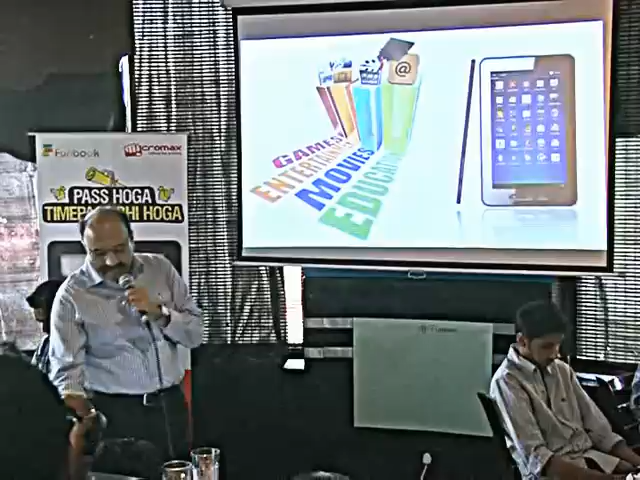 Funbook
MICROMAX
PASS HOGA
TIMEPASS BHI HOGA
GAMES
ENTERTAINMENT
MOVIES
EDUCATION
@